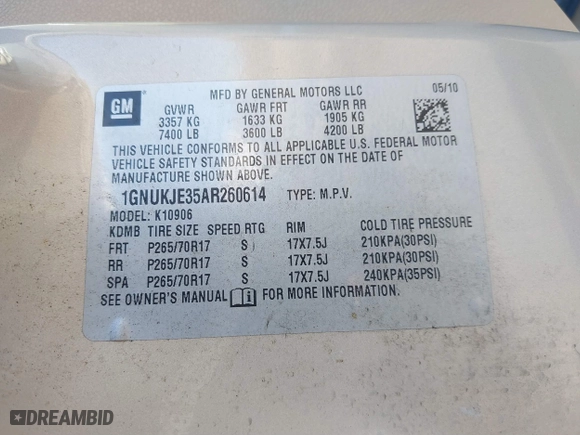 GM
MFD BY GENERAL MOTORS LLC
05/10
GVWR GAWR FRT GAWR RR
3357 KG 1633 KG 1905 KG
7400 LB 3600 LB 4200 LB
THIS VEHICLE CONFORMS TO ALL APPLICABLE U.S. FEDERAL MOTOR
VEHICLE SAFETY STANDARDS IN EFFECT ON THE DATE OF
MANUFACTURE SHOWN ABOVE.
1GNUKJE35AR260614 TYPE: M.P.V.
MODEL: K10906
KDMB TIRE SIZE SPEED RTG RIM COLD TIRE PRESSURE
FRT P265/70R17 S 17X7.5J 210KPA(30PSI)
RR P265/70R17 S 17X7.5J 210KPA(30PSI)
SPA P265/70R17 S 17X7.5J 240KPA(35PSI)
SEE OWNER'S MANUAL FOR MORE INFORMATION.
DREAMBID